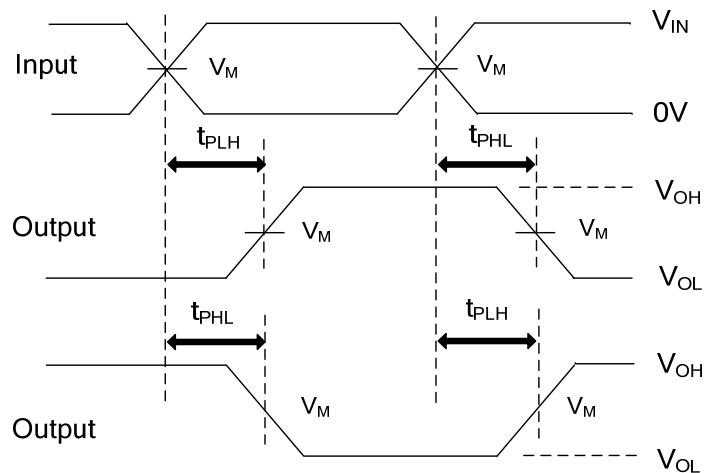 V_IN
Input
V_M
V_M
0V
t_PLH
t_PHL
V_OH
Output
V_M
V_M
V_OL
t_PHL
t_PLH
V_OH
V_M
V_M
Output
V_OL